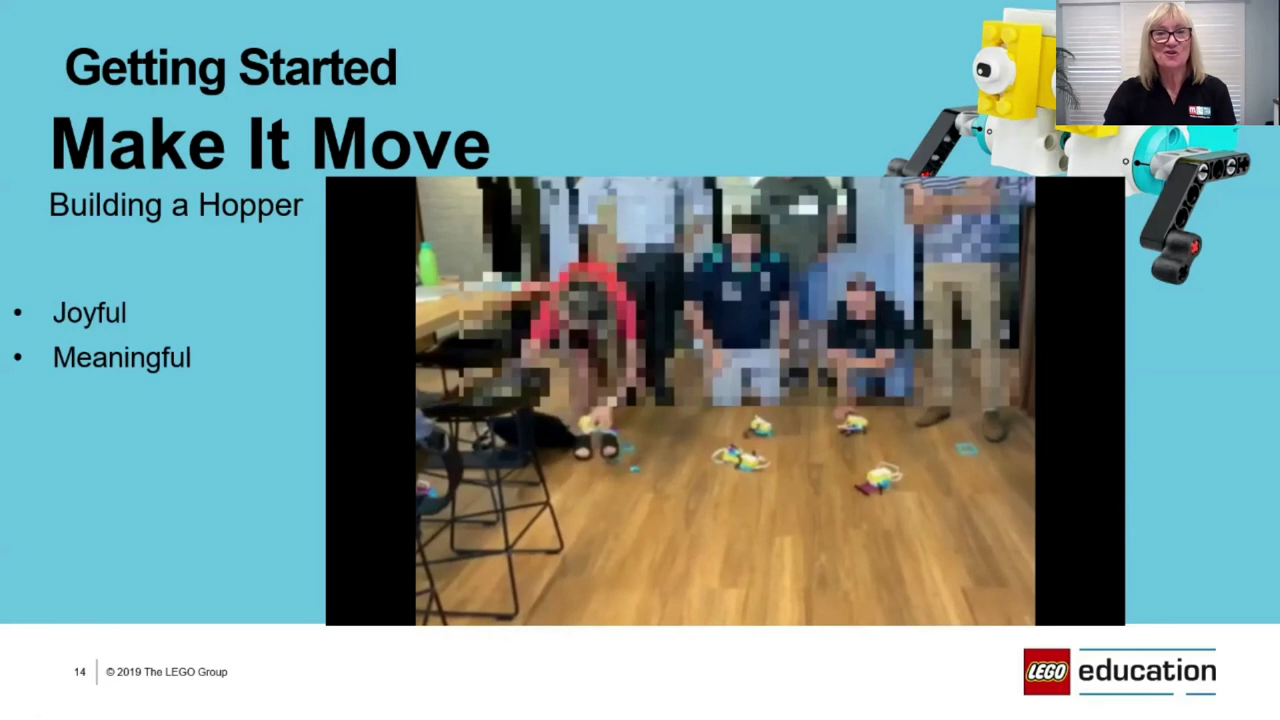 Getting Started
Make It Move
Building a Hopper
• Joyful
• Meaningful
14
© 2019 The LEGO Group
LEGO education